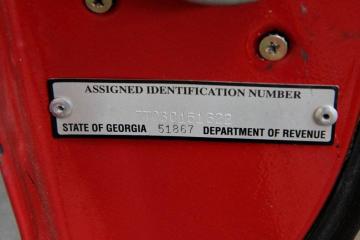 ASSIGNED IDENTIFICATION NUMBER
STATE OF GEORGIA 51867 DEPARTMENT OF REVENUE